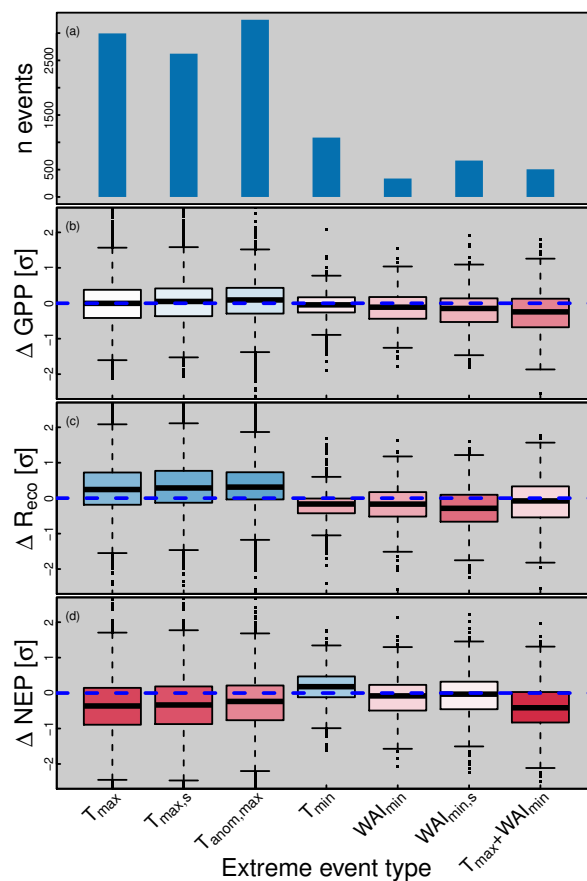 (a)
n events
0
500
1500
2500
(b)
Δ GPP [σ]
-2
-1
0
1
2
(c)
Δ R_eco [σ]
-2
-1
0
1
2
(d)
Δ NEP [σ]
-2
-1
0
1
2
T_max
T_max,s
T_anom,max
T_min
WAI_min
WAI_min,s
T_max+WAI_min
Extreme event type